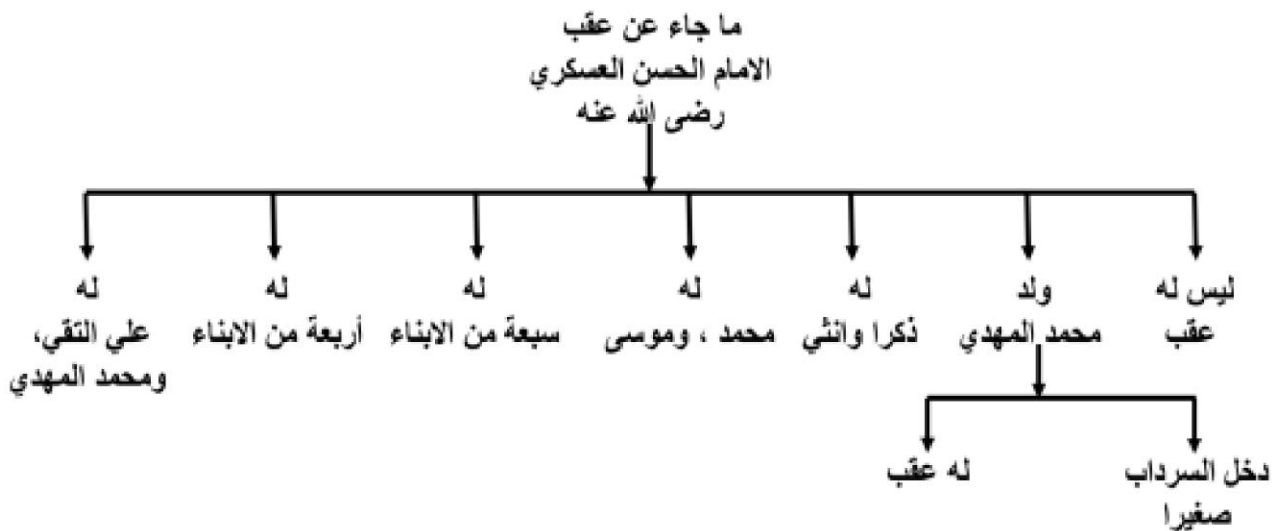 ما جاء عن عقب
الامام الحسن العسكري
رضى الله عنه
ليس له
عقب
ولد
محمد المهدي
له
ذكرا وانثي
له
محمد ، وموسى
له
سبعة من الابناء
له
أربعة من الابناء
له
علي التقي،
ومحمد المهدي
دخل السرداب
صغيرا
له عقب